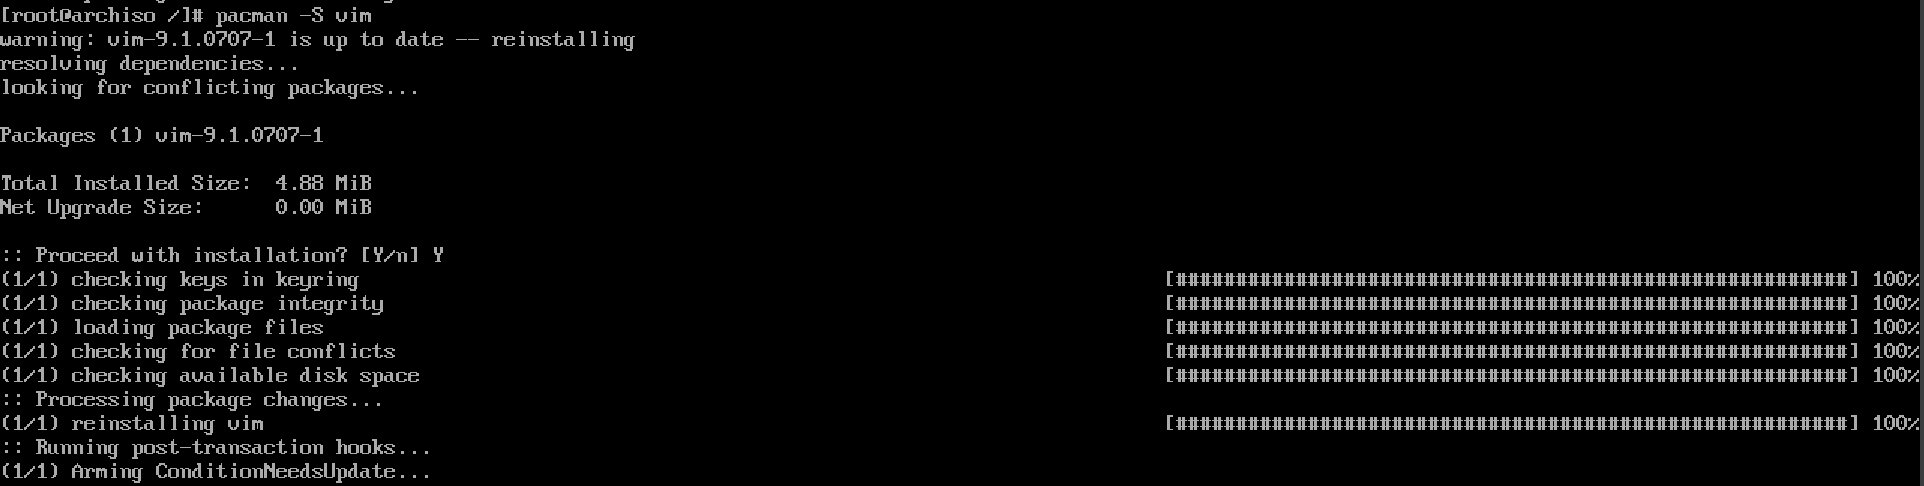 [root@archiso /]# pacman -S vim
warning: vim-9.1.0707-1 is up to date -- reinstalling
resolving dependencies...
looking for conflicting packages...
Packages (1) vim-9.1.0707-1
Total Installed Size:  4.88 MiB
Net Upgrade Size:      0.00 MiB
:: Proceed with installation? [Y/n] Y
(1/1) checking keys in keyring [########################################################] 100%
(1/1) checking package integrity [########################################################] 100%
(1/1) loading package files [########################################################] 100%
(1/1) checking for file conflicts [########################################################] 100%
(1/1) checking available disk space [########################################################] 100%
:: Processing package changes...
(1/1) reinstalling vim [########################################################] 100%
:: Running post-transaction hooks...
(1/1) Arming ConditionNeedsUpdate...